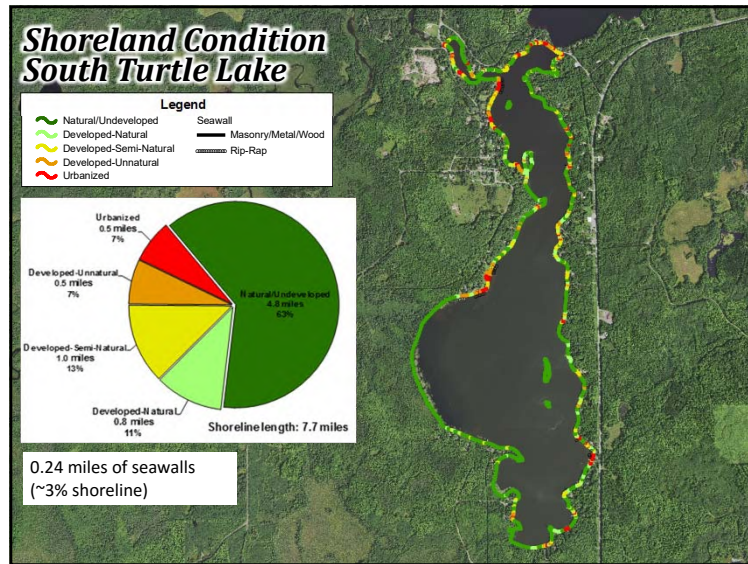 Shoreland Condition
South Turtle Lake
Legend
Natural/Undeveloped
Developed-Natural
Developed-Semi-Natural
Developed-Unnatural
Urbanized
Seawall
Masonry/Metal/Wood
Rip-Rap
Urbanized
0.5 miles
7%
Developed-Unnatural
0.5 miles
7%
Developed-Semi-Natural
1.0 miles
13%
Developed-Natural
0.8 miles
11%
Natural/Undeveloped
4.8 miles
63%
Shoreline length: 7.7 miles
0.24 miles of seawalls
(~3% shoreline)